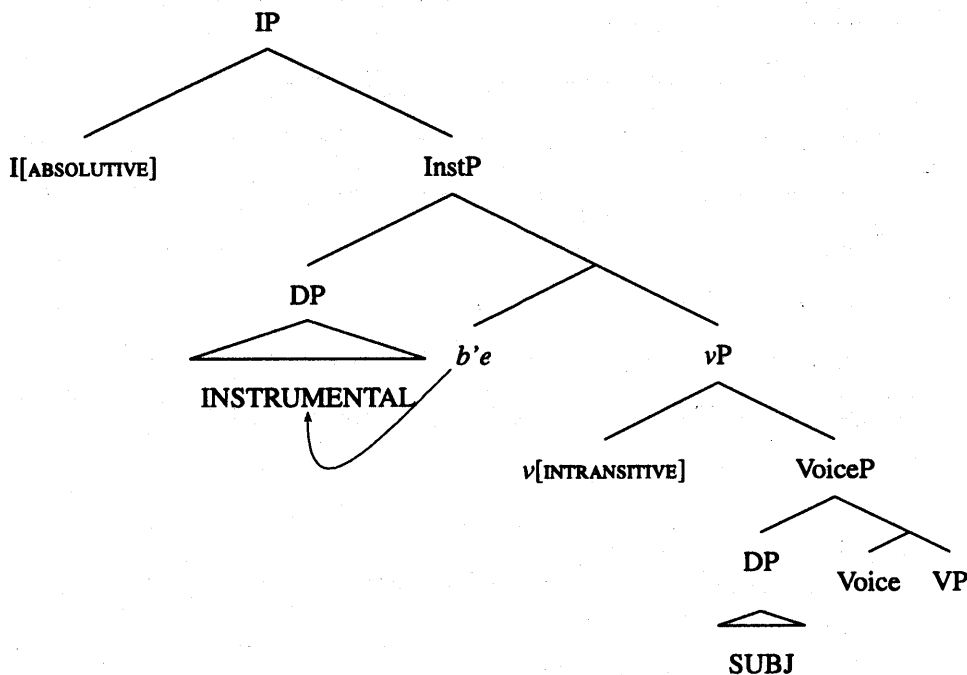 IP
I[ABSOLUTIVE]
InstP
DP
INSTRUMENTAL
b'e
vP
v[INTRANSITIVE]
VoiceP
DP
Voice
VP
SUBJ